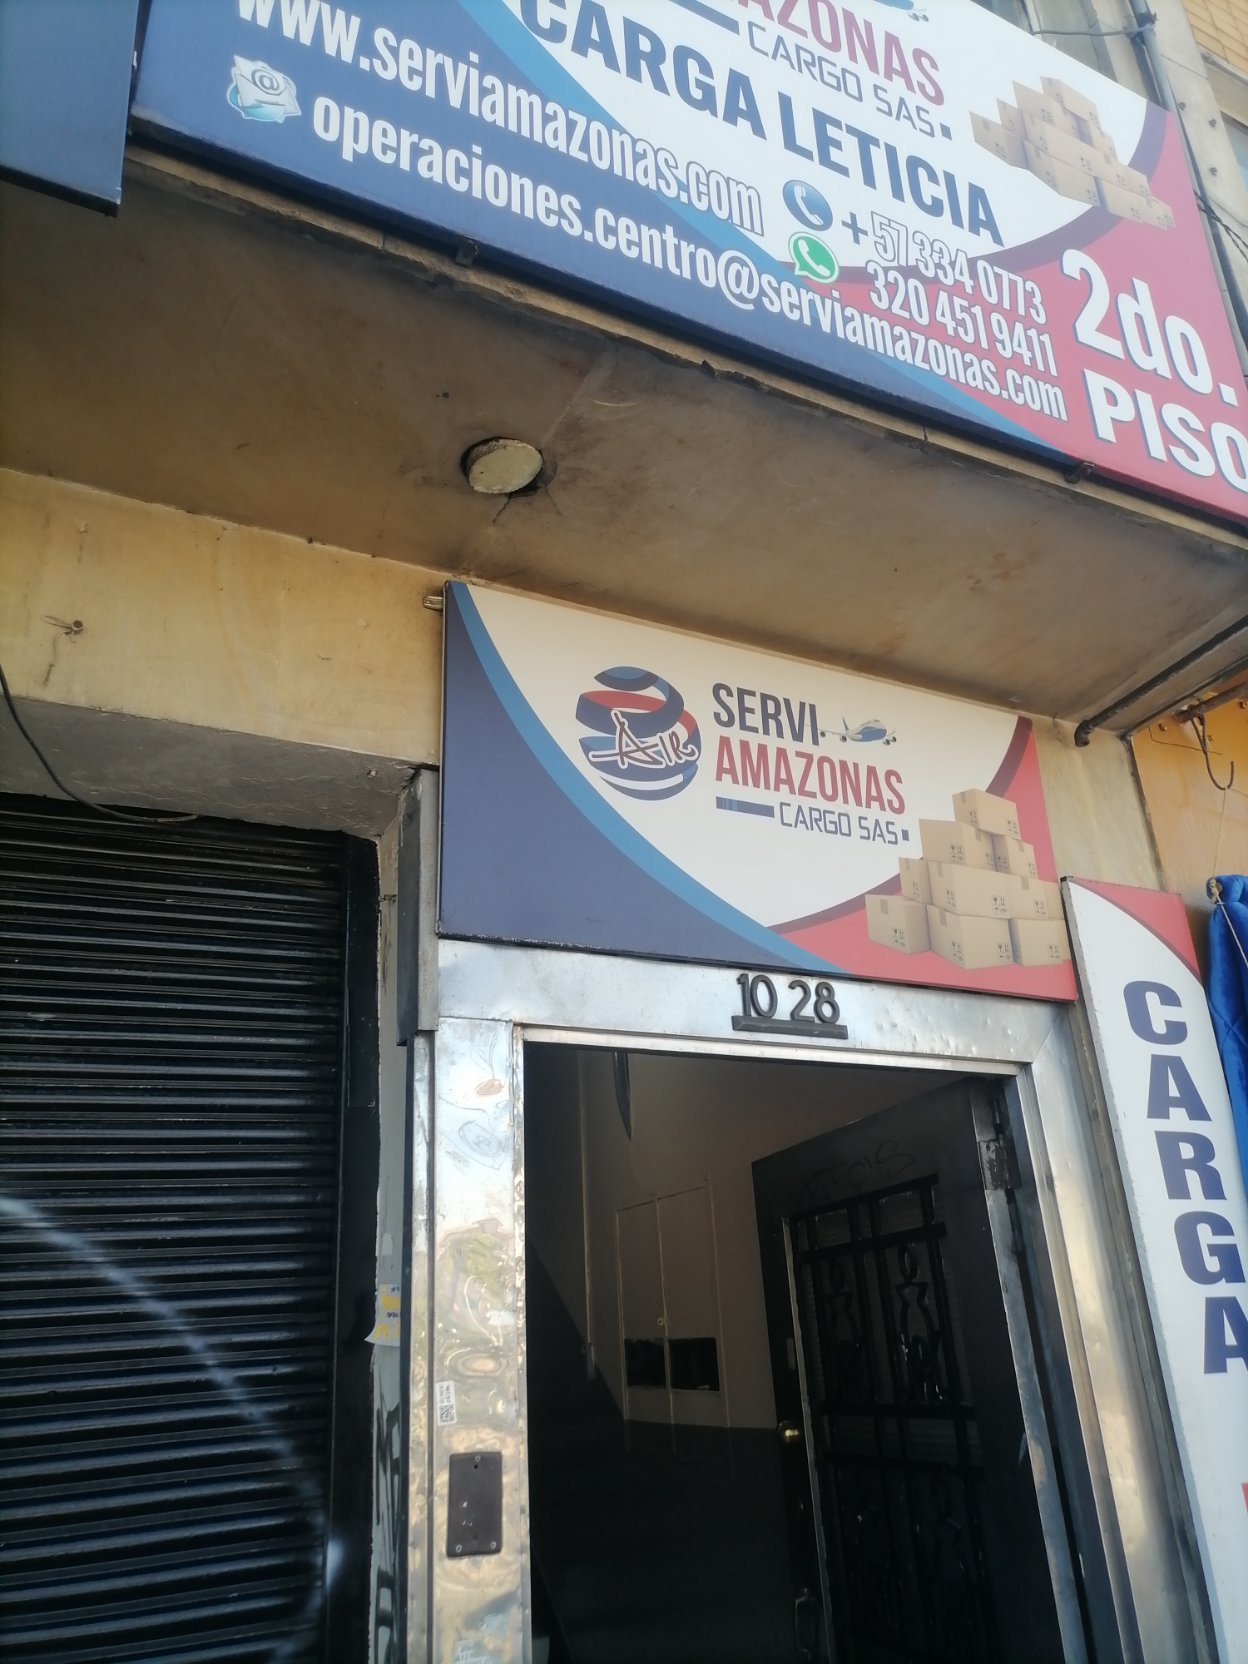 AMAZONAS
CARGO SAS
CARGA LETICIA
www.serviamazonas.com
operaciones.centro@serviamazonas.com
+57 334 0773
320 451 9411
2do.
PISO
AIR
SERVI
AMAZONAS
CARGO SAS
10 28
CARGA